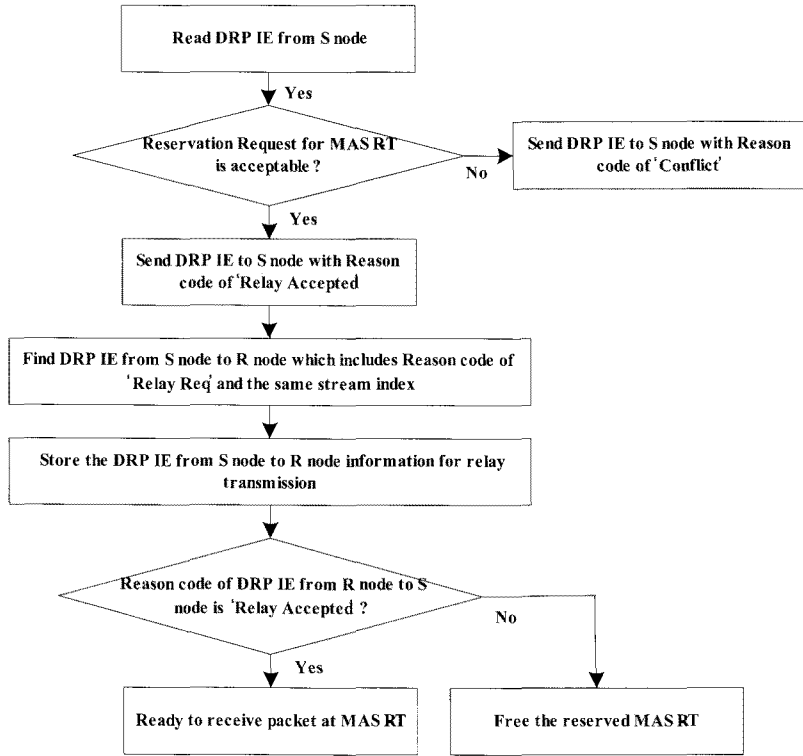 Read DRP IE from S node
Yes
Reservation Request for MAS RT
is acceptable ?
No
Send DRP IE to S node with Reason
code of 'Conflict'
Yes
Send DRP IE to S node with Reason
code of 'Relay Accepted
Find DRP IE from S node to R node which includes Reason code of
'Relay Req' and the same stream index
Store the DRP IE from S node to R node information for relay
transmission
Reason code of DRP IE from R node to S
node is 'Relay Accepted ?
No
Yes
Ready to receive packet at MAS RT
Free the reserved MAS RT